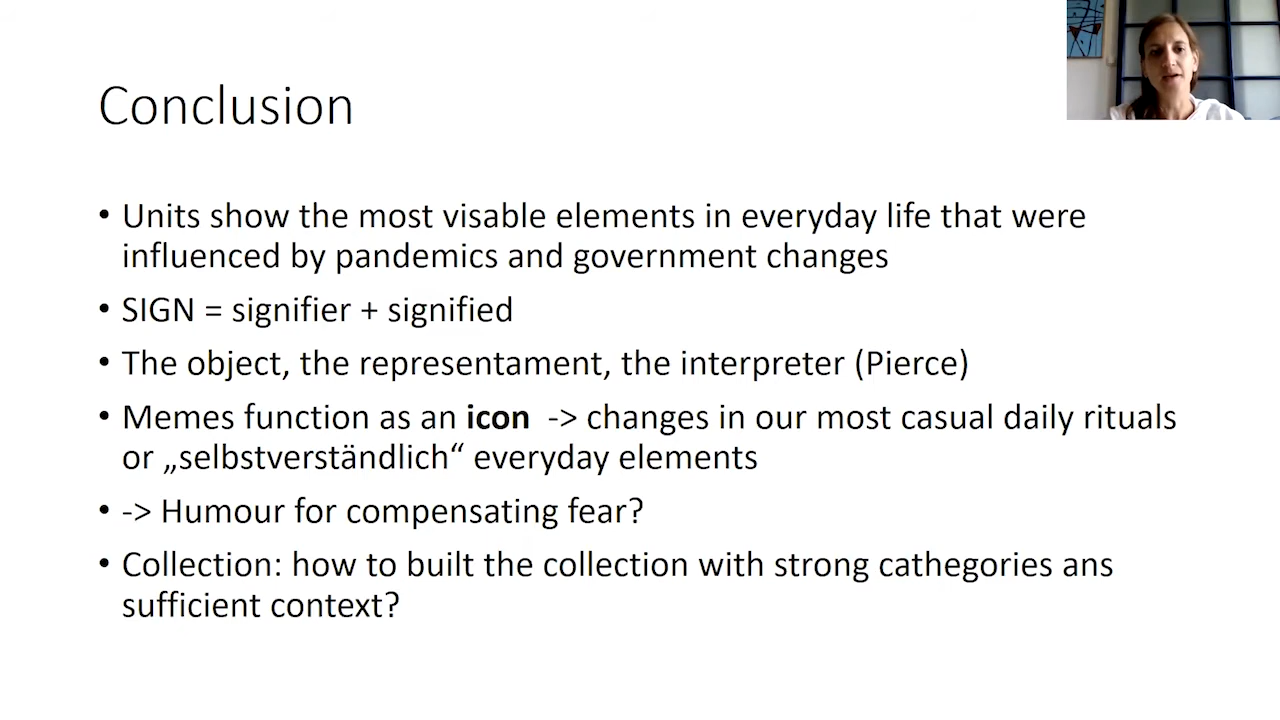 Conclusion
• Units show the most visable elements in everyday life that were
influenced by pandemics and government changes
• SIGN = signifier + signified
• The object, the representament, the interpreter (Pierce)
• Memes function as an icon -> changes in our most casual daily rituals
or „selbstverständlich“ everyday elements
• -> Humour for compensating fear?
• Collection: how to built the collection with strong cathegories ans
sufficient context?